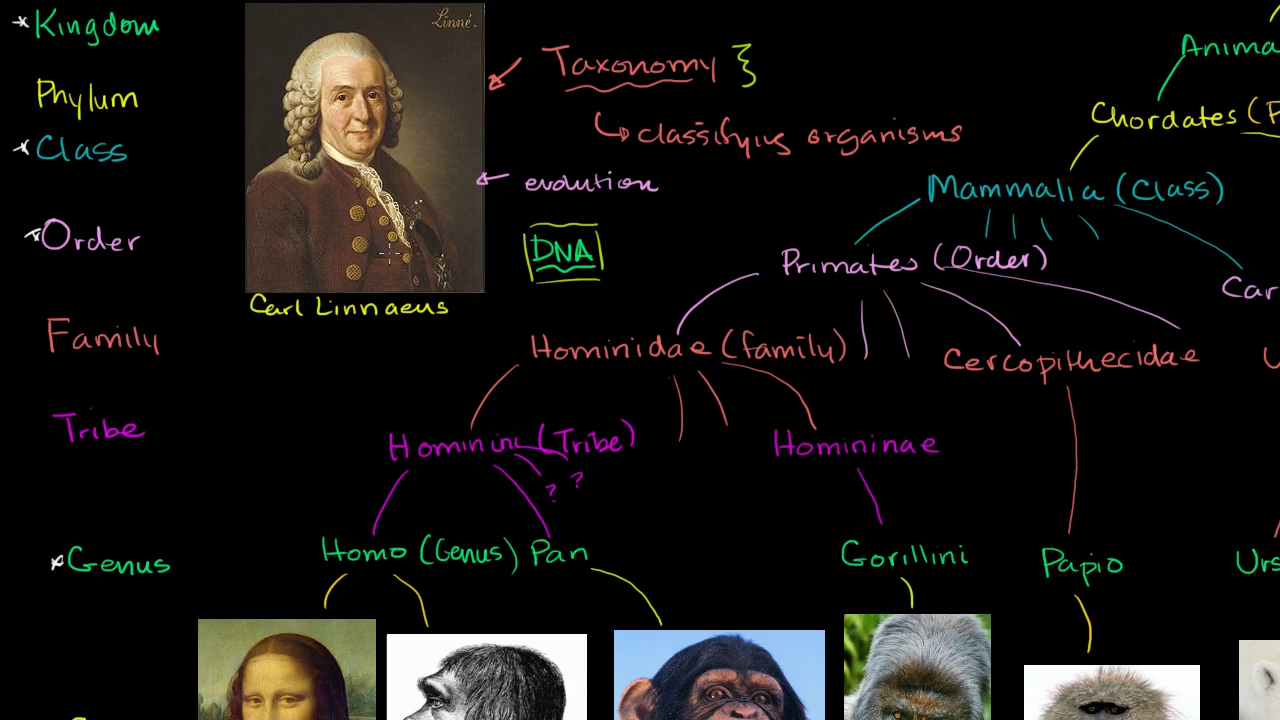 *Kingdom
Phylum
*Class
*Order
Family
Tribe
*Genus
Linné.
Carl Linnaeus
Taxonomy }
classifying organisms
evolution
DNA
Anima
Chordates (P
Mammalia (Class)
Primates (Order)
Car
Hominidae (family)
Cercopithecidae
U
Hominini (Tribe)
Homininae
? ?
Homo (Genus) Pan
Gorillini
Papio
Urs